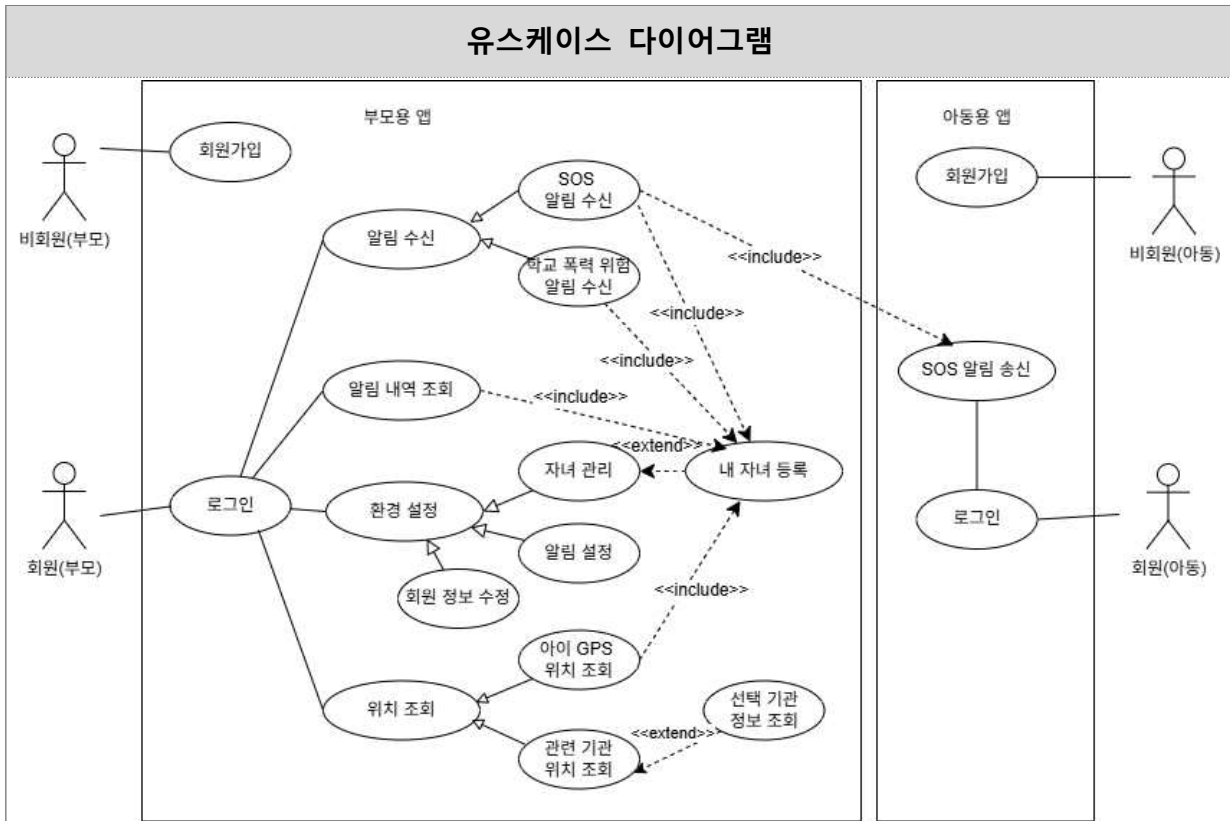 유스케이스 다이어그램
부모용 앱
아동용 앱
회원가입
비회원(부모)
SOS
알림 수신
알림 수신
학교 폭력 위험
알림 수신
<<include>>
<<include>>
<<include>>
회원가입
비회원(아동)
SOS 알림 송신
알림 내역 조회
<<include>>
<<extend>>
자녀 관리
내 자녀 등록
로그인
회원(부모)
환경 설정
알림 설정
회원 정보 수정
<<include>>
로그인
회원(아동)
아이 GPS
위치 조회
위치 조회
선택 기관
정보 조회
<<extend>>
관련 기관
위치 조회